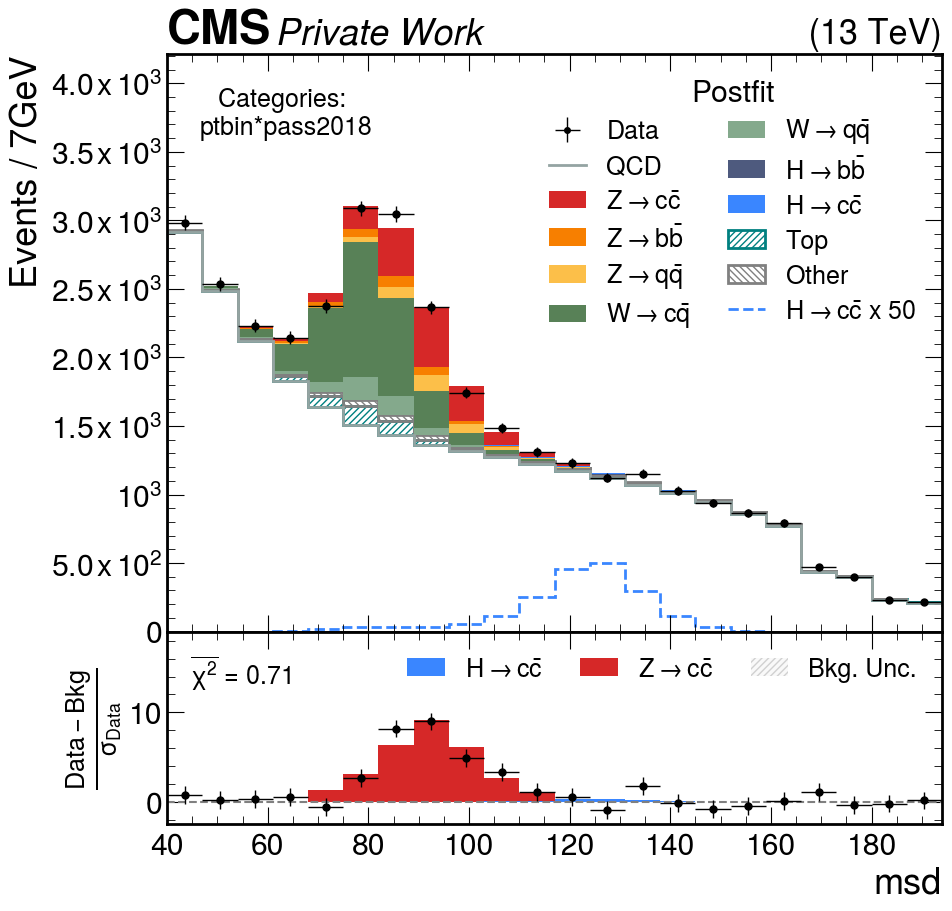 CMS Private Work (13 TeV)
Events / 7GeV
4.0 x 10³
3.5 x 10³
3.0 x 10³
2.5 x 10³
2.0 x 10³
1.5 x 10³
10³
5.0 x 10²
0
Categories:
ptbin*pass2018
Postfit
Data
QCD
Z→cc̄
Z→bb̄
Z→qq̄
W→cq̄
W→qq̄
H→bb̄
H→cc̄
Top
Other
H→cc̄ x 50
Data − Bkg
σData
10
0
χ² = 0.71
H→cc̄
Z→cc̄
Bkg. Unc.
40 60 80 100 120 140 160 180
msd